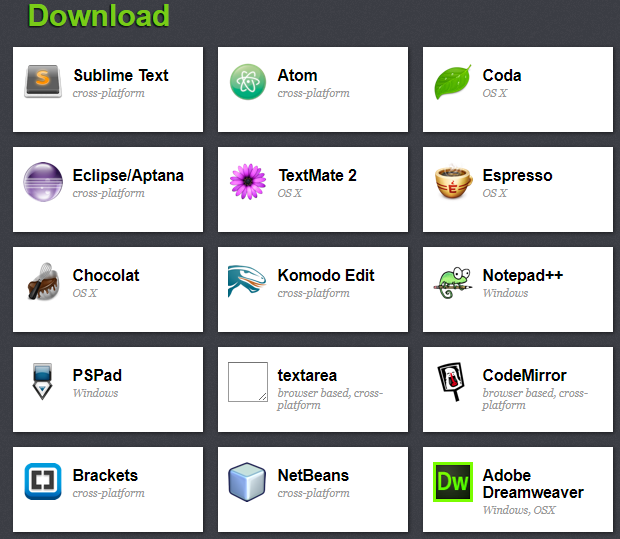 Download
Sublime Text
cross-platform
Atom
cross-platform
Coda
OS X
Eclipse/Aptana
cross-platform
TextMate 2
OS X
Espresso
OS X
Chocolat
OS X
Komodo Edit
cross-platform
Notepad++
Windows
PSPad
Windows
textarea
browser based, cross-
platform
CodeMirror
browser based, cross-
platform
Brackets
cross-platform
NetBeans
cross-platform
Dw
Adobe
Dreamweaver
Windows, OSX